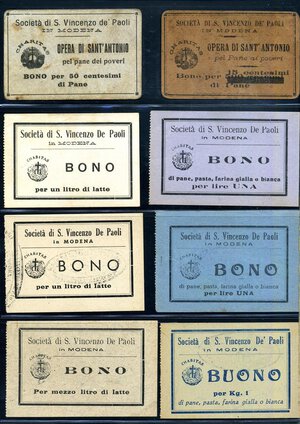 Società di S. Vincenzo de' Paoli
IN MODENA
CHARITAS
OPERA DI SANT'ANTONIO
pel pane dei poveri
BONO per 50 centesimi
di Pane
Società di S. Vincenzo de' Paoli
IN MODENA
CHARITAS
OPERA DI SANT'ANTONIO
pel Pane ai poveri
Bono per 15 centesimi
di Pane
Società di S. Vincenzo De Paoli
in MODENA
CHARITAS
BONO
per un litro di latte
Società di S. Vincenzo De Paoli
in MODENA
CHARITAS
BONO
di pane, pasta, farina gialla o bianca
per lire UNA
Società di S. Vincenzo De Paoli
in MODENA
CHARITAS
BONO
per un litro di latte
Società di S. Vincenzo De Paoli
in MODENA
CHARITAS
BONO
di pane, pasta, farina gialla o bianca
per lire UNA
Società di S. Vincenzo De Paoli
in MODENA
CHARITAS
BONO
Per mezzo litro di latte
Società di S. Vincenzo De' Paoli
in MODENA
CHARITAS
BUONO
per Kg. 1
di pane, pasta, farina gialla o bianca